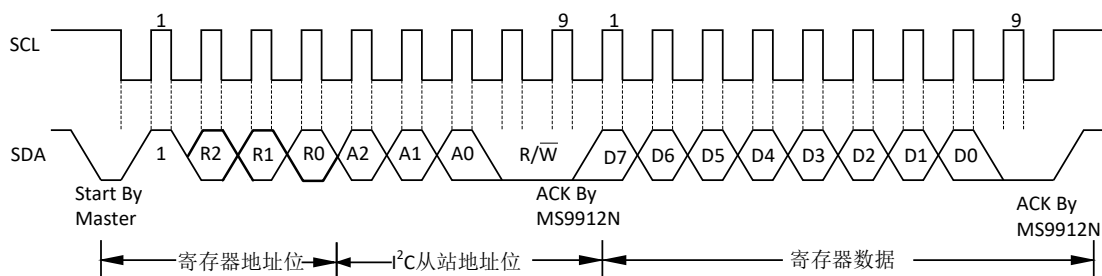 1 9 1 9
SCL
SDA 1 R2 R1 R0 A2 A1 A0 R/W̅ D7 D6 D5 D4 D3 D2 D1 D0
Start By
Master
ACK By
MS9912N
ACK By
MS9912N
寄存器地址位
I²C从站地址位
寄存器数据